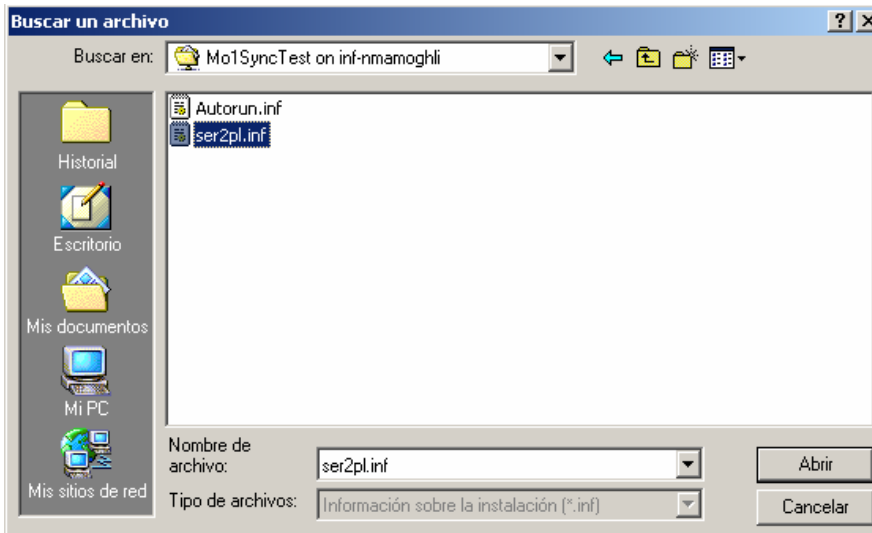 Buscar un archivo
Buscar en: Mo1SyncTest on inf-nmamoghli
Autorun.inf
ser2pl.inf
Historial
Escritorio
Mis documentos
Mi PC
Mis sitios de red
Nombre de
archivo: ser2pl.inf
Abrir
Tipo de archivos: Información sobre la instalación (*.inf)
Cancelar